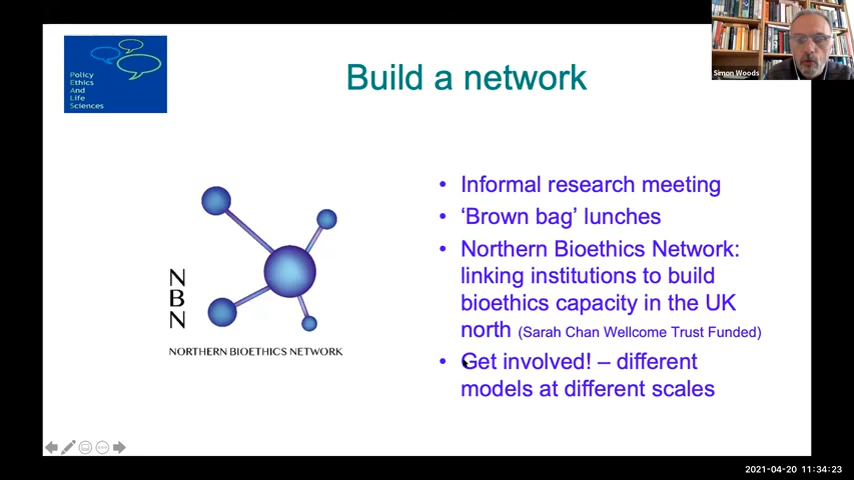 Policy
Ethics
And
Life
Sciences
Build a network
Simon Woods
• Informal research meeting
• ‘Brown bag’ lunches
• Northern Bioethics Network:
linking institutions to build
bioethics capacity in the UK
north (Sarah Chan Wellcome Trust Funded)
• Get involved! – different
models at different scales
N
B
N
NORTHERN BIOETHICS NETWORK
2021-04-20 11:34:23